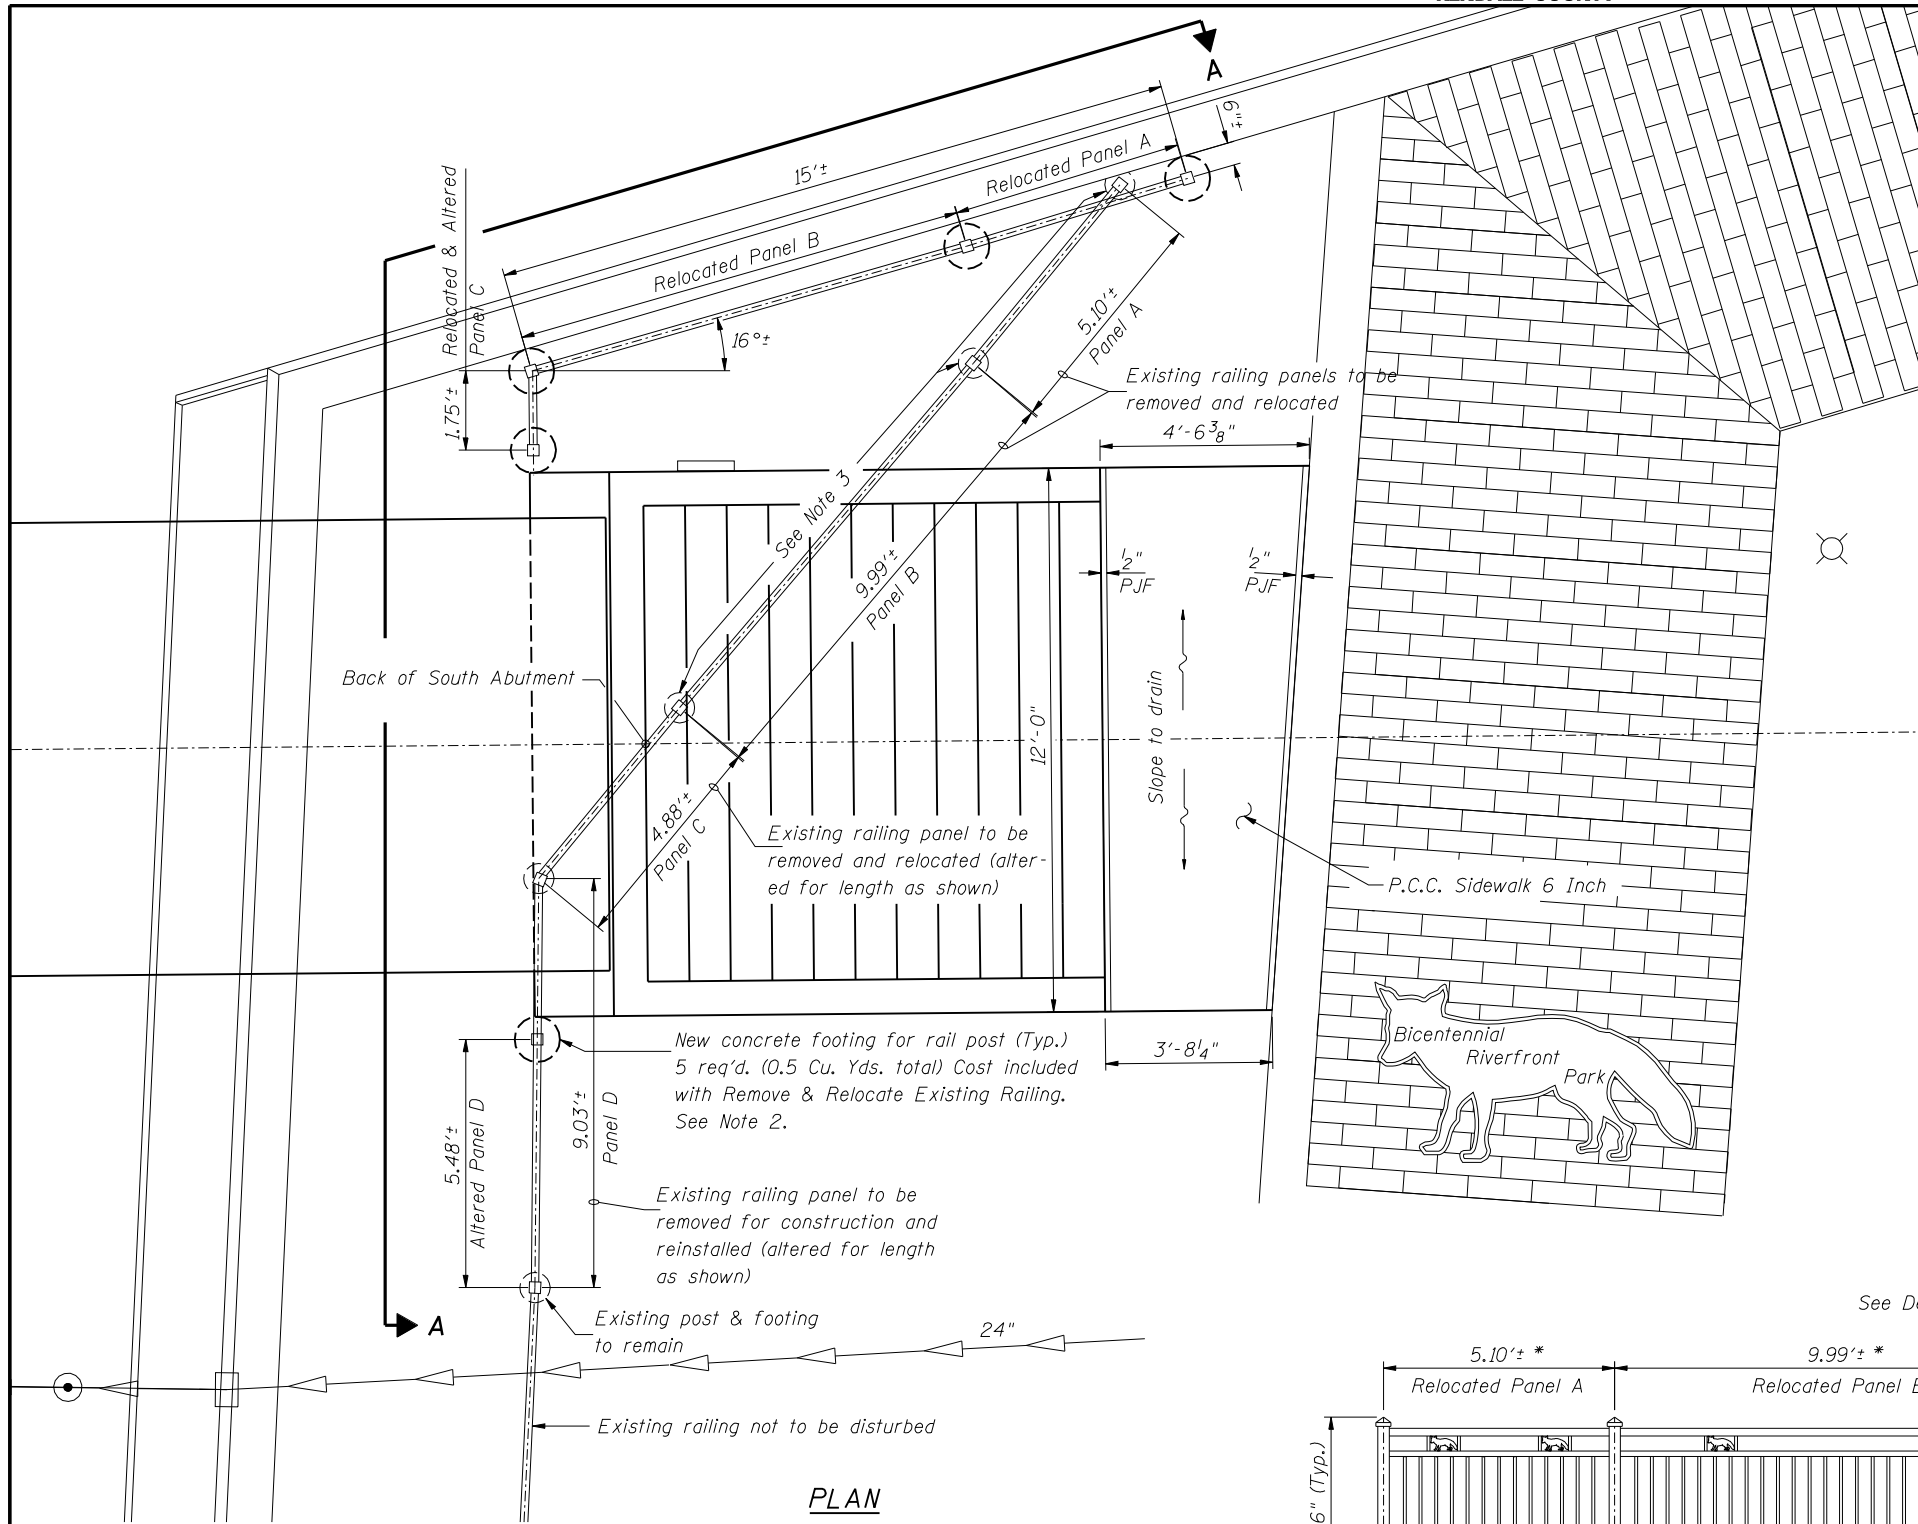 A
6"±
15'±
Relocated Panel A
Relocated & Altered
Panel C
Relocated Panel B
16°±
1.75'±
5.10'±
Panel A
Existing railing panels to be
removed and relocated
4'-6 3/8"
See Note 3
1/2"
PJF
1/2"
PJF
9.99'±
Panel B
Back of South Abutment
Slope to drain
12'-0"
4.88'±
Panel C
Existing railing panel to be
removed and relocated (alter-
ed for length as shown)
P.C.C. Sidewalk 6 Inch
Bicentennial
Riverfront
Park
New concrete footing for rail post (Typ.)
5 req'd. (0.5 Cu. Yds. total) Cost included
with Remove & Relocate Existing Railing.
See Note 2.
3'-8 1/4"
5.48'±
Altered Panel D
9.03'±
Panel D
Existing railing panel to be
removed for construction and
reinstalled (altered for length
as shown)
A
Existing post & footing
to remain
24"
See
5.10'± *
9.99'± *
Relocated Panel A
Relocated Panel
Existing railing not to be disturbed
6" (Typ.)
PLAN